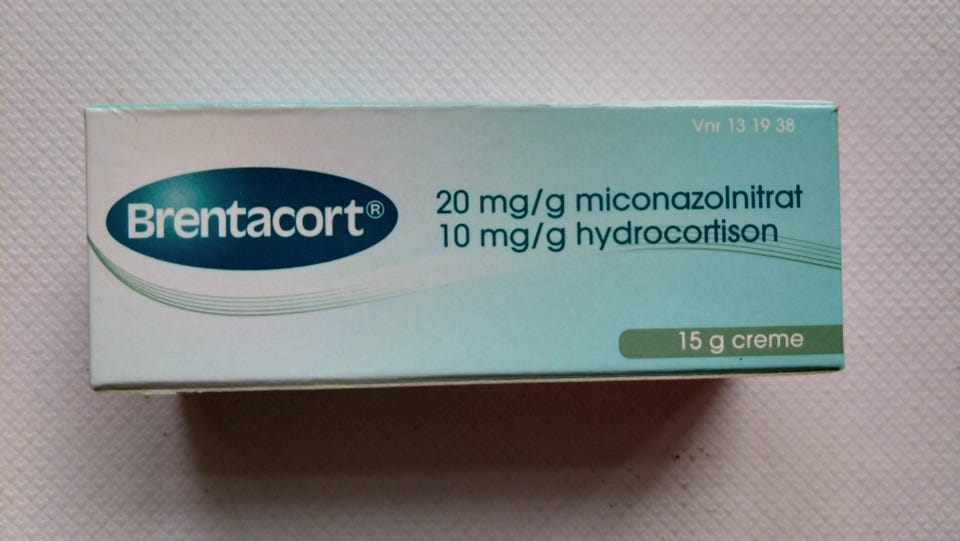 Vnr 13 19 38
Brentacort®
20 mg/g miconazolnitrat
10 mg/g hydrocortison
15 g creme